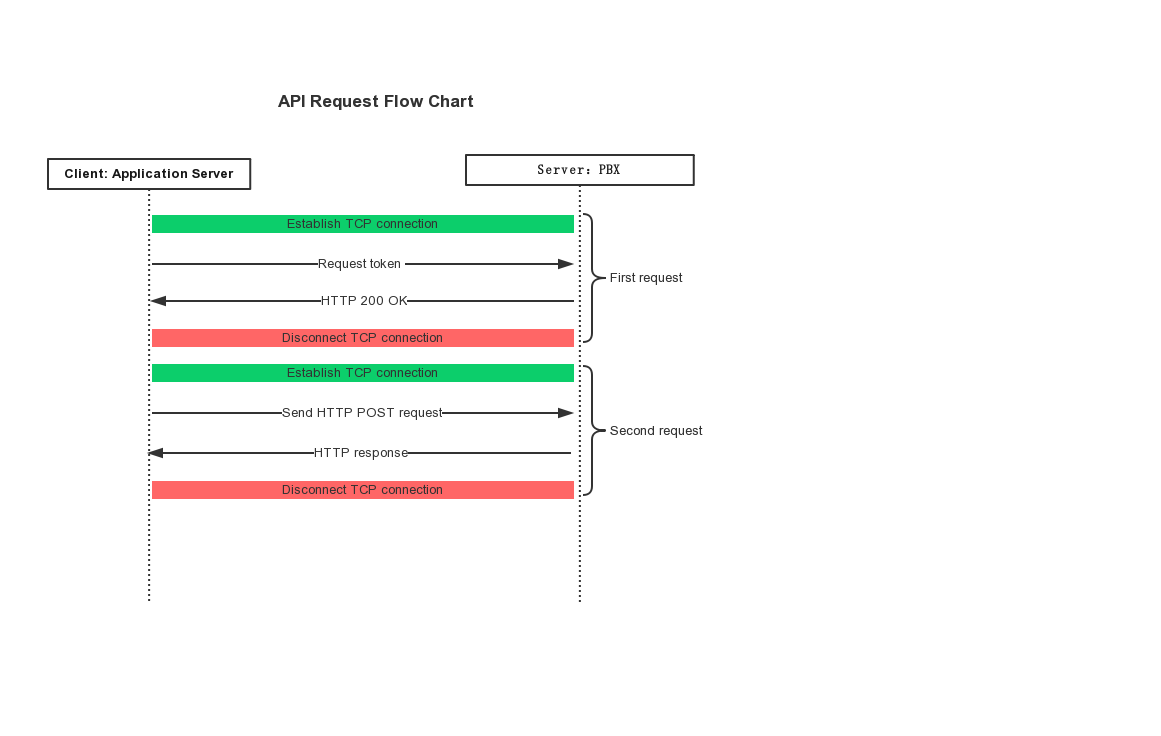 API Request Flow Chart
Client: Application Server
Server: PBX
Establish TCP connection
Request token
First request
HTTP 200 OK
Disconnect TCP connection
Establish TCP connection
Send HTTP POST request
Second request
HTTP response
Disconnect TCP connection